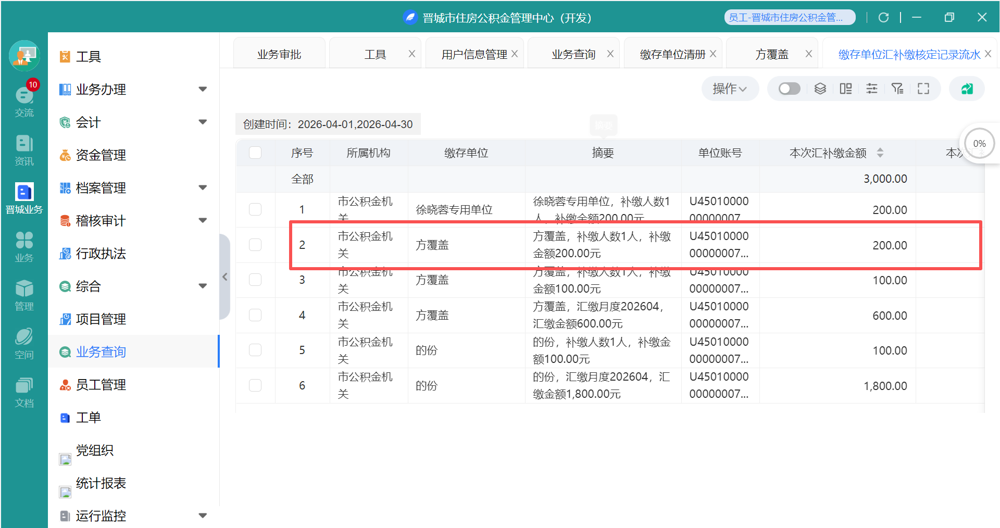 晋城市住房公积金管理中心（开发）
员工-晋城市住房公积金管...
10
交流
资讯
晋城业务
业务
管理
空间
文档
工具
业务办理
会计
资金管理
档案管理
稽核审计
行政执法
综合
项目管理
业务查询
员工管理
工单
党组织
统计报表
运行监控
业务审批
工具
用户信息管理
业务查询
缴存单位清册
方覆盖
缴存单位汇补缴核定记录流水
操作
创建时间：2026-04-01,2026-04-30
摘要
0%
序号 所属机构 缴存单位 摘要 单位账号 本次汇补缴金额 本次汇
全部 3,000.00
1 市公积金机关 徐晓蓉专用单位 徐晓蓉专用单位，补缴人数1人，补缴金额200.00元 U4501000000000007... 200.00
2 市公积金机关 方覆盖 方覆盖，补缴人数1人，补缴金额200.00元 U4501000000000007... 200.00
3 市公积金机关 方覆盖 方覆盖，补缴人数1人，补缴金额100.00元 U4501000000000007... 100.00
4 市公积金机关 方覆盖 方覆盖，汇缴月度202604，汇缴金额600.00元 U4501000000000007... 600.00
5 市公积金机关 的份 的份，补缴人数1人，补缴金额100.00元 U4501000000000007... 100.00
6 市公积金机关 的份 的份，汇缴月度202604，汇缴金额1,800.00元 U4501000000000007... 1,800.00